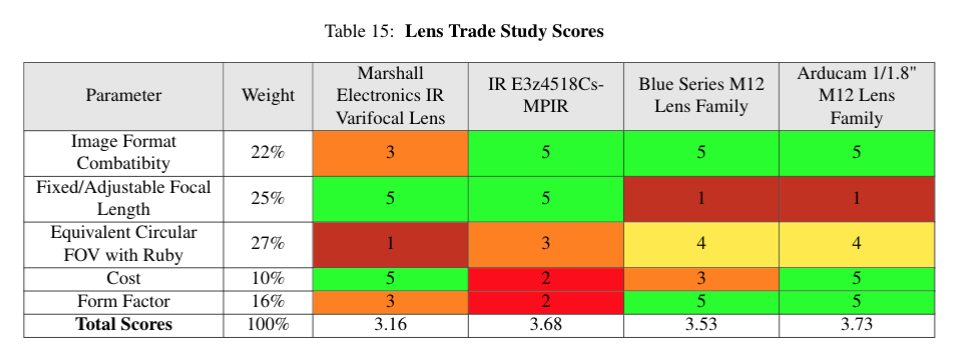 Table 15: Lens Trade Study Scores
Parameter Weight Marshall Electronics IR Varifocal Lens IR E3z4518Cs-MPIR Blue Series M12 Lens Family Arducam 1/1.8" M12 Lens Family
Image Format Combatibity 22% 3 5 5 5
Fixed/Adjustable Focal Length 25% 5 5 1 1
Equivalent Circular FOV with Ruby 27% 1 3 4 4
Cost 10% 5 2 3 5
Form Factor 16% 3 2 5 5
Total Scores 100% 3.16 3.68 3.53 3.73